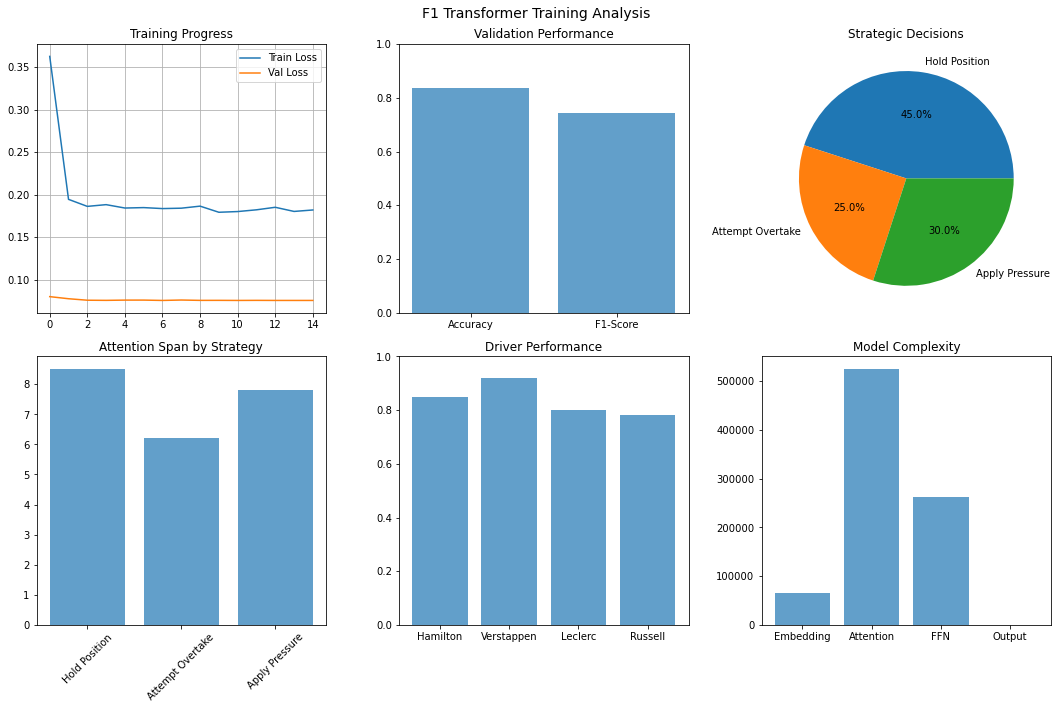 F1 Transformer Training Analysis
Training Progress
Train Loss
Val Loss
0.35
0.30
0.25
0.20
0.15
0.10
0 2 4 6 8 10 12 14
Validation Performance
1.0
0.8
0.6
0.4
0.2
0.0
Accuracy F1-Score
Strategic Decisions
Hold Position
45.0%
25.0%
Attempt Overtake
30.0%
Apply Pressure
Attention Span by Strategy
8
7
6
5
4
3
2
1
0
Hold Position
Attempt Overtake
Apply Pressure
Driver Performance
1.0
0.8
0.6
0.4
0.2
0.0
Hamilton Verstappen Leclerc Russell
Model Complexity
500000
400000
300000
200000
100000
0
Embedding Attention FFN Output